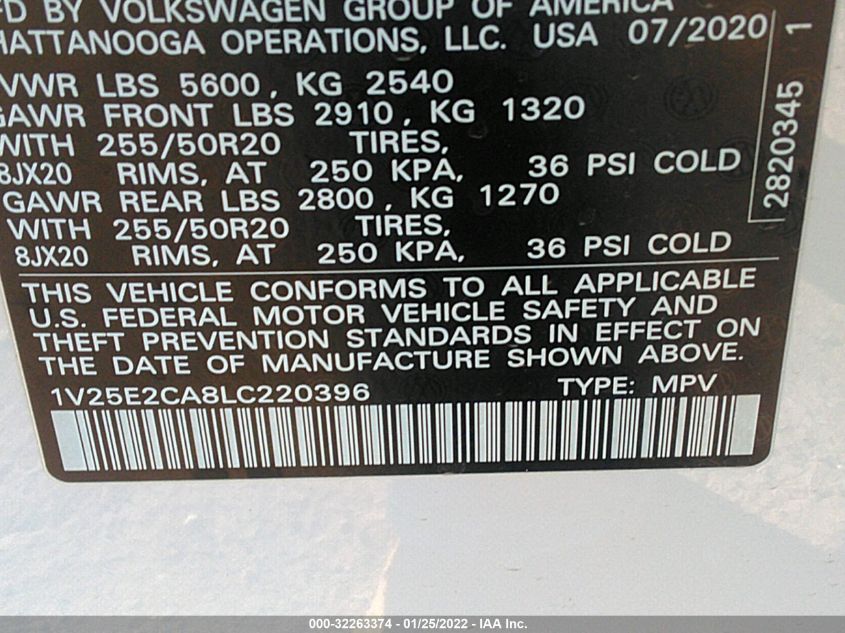 FD BY VOLKSWAGEN GROUP OF AMERICA
HATTANOOGA OPERATIONS, LLC. USA 07/2020
VWR LBS 5600, KG 2540
GAWR FRONT LBS 2910, KG 1320
WITH 255/50R20 TIRES,
8JX20 RIMS, AT 250 KPA, 36 PSI COLD
GAWR REAR LBS 2800, KG 1270
WITH 255/50R20 TIRES,
8JX20 RIMS, AT 250 KPA, 36 PSI COLD
2820345 1
THIS VEHICLE CONFORMS TO ALL APPLICABLE
U.S. FEDERAL MOTOR VEHICLE SAFETY AND
THEFT PREVENTION STANDARDS IN EFFECT ON
THE DATE OF MANUFACTURE SHOWN ABOVE.
1V25E2CA8LC220396 TYPE: MPV
000-32263374 — 01/25/2022 — IAA Inc.